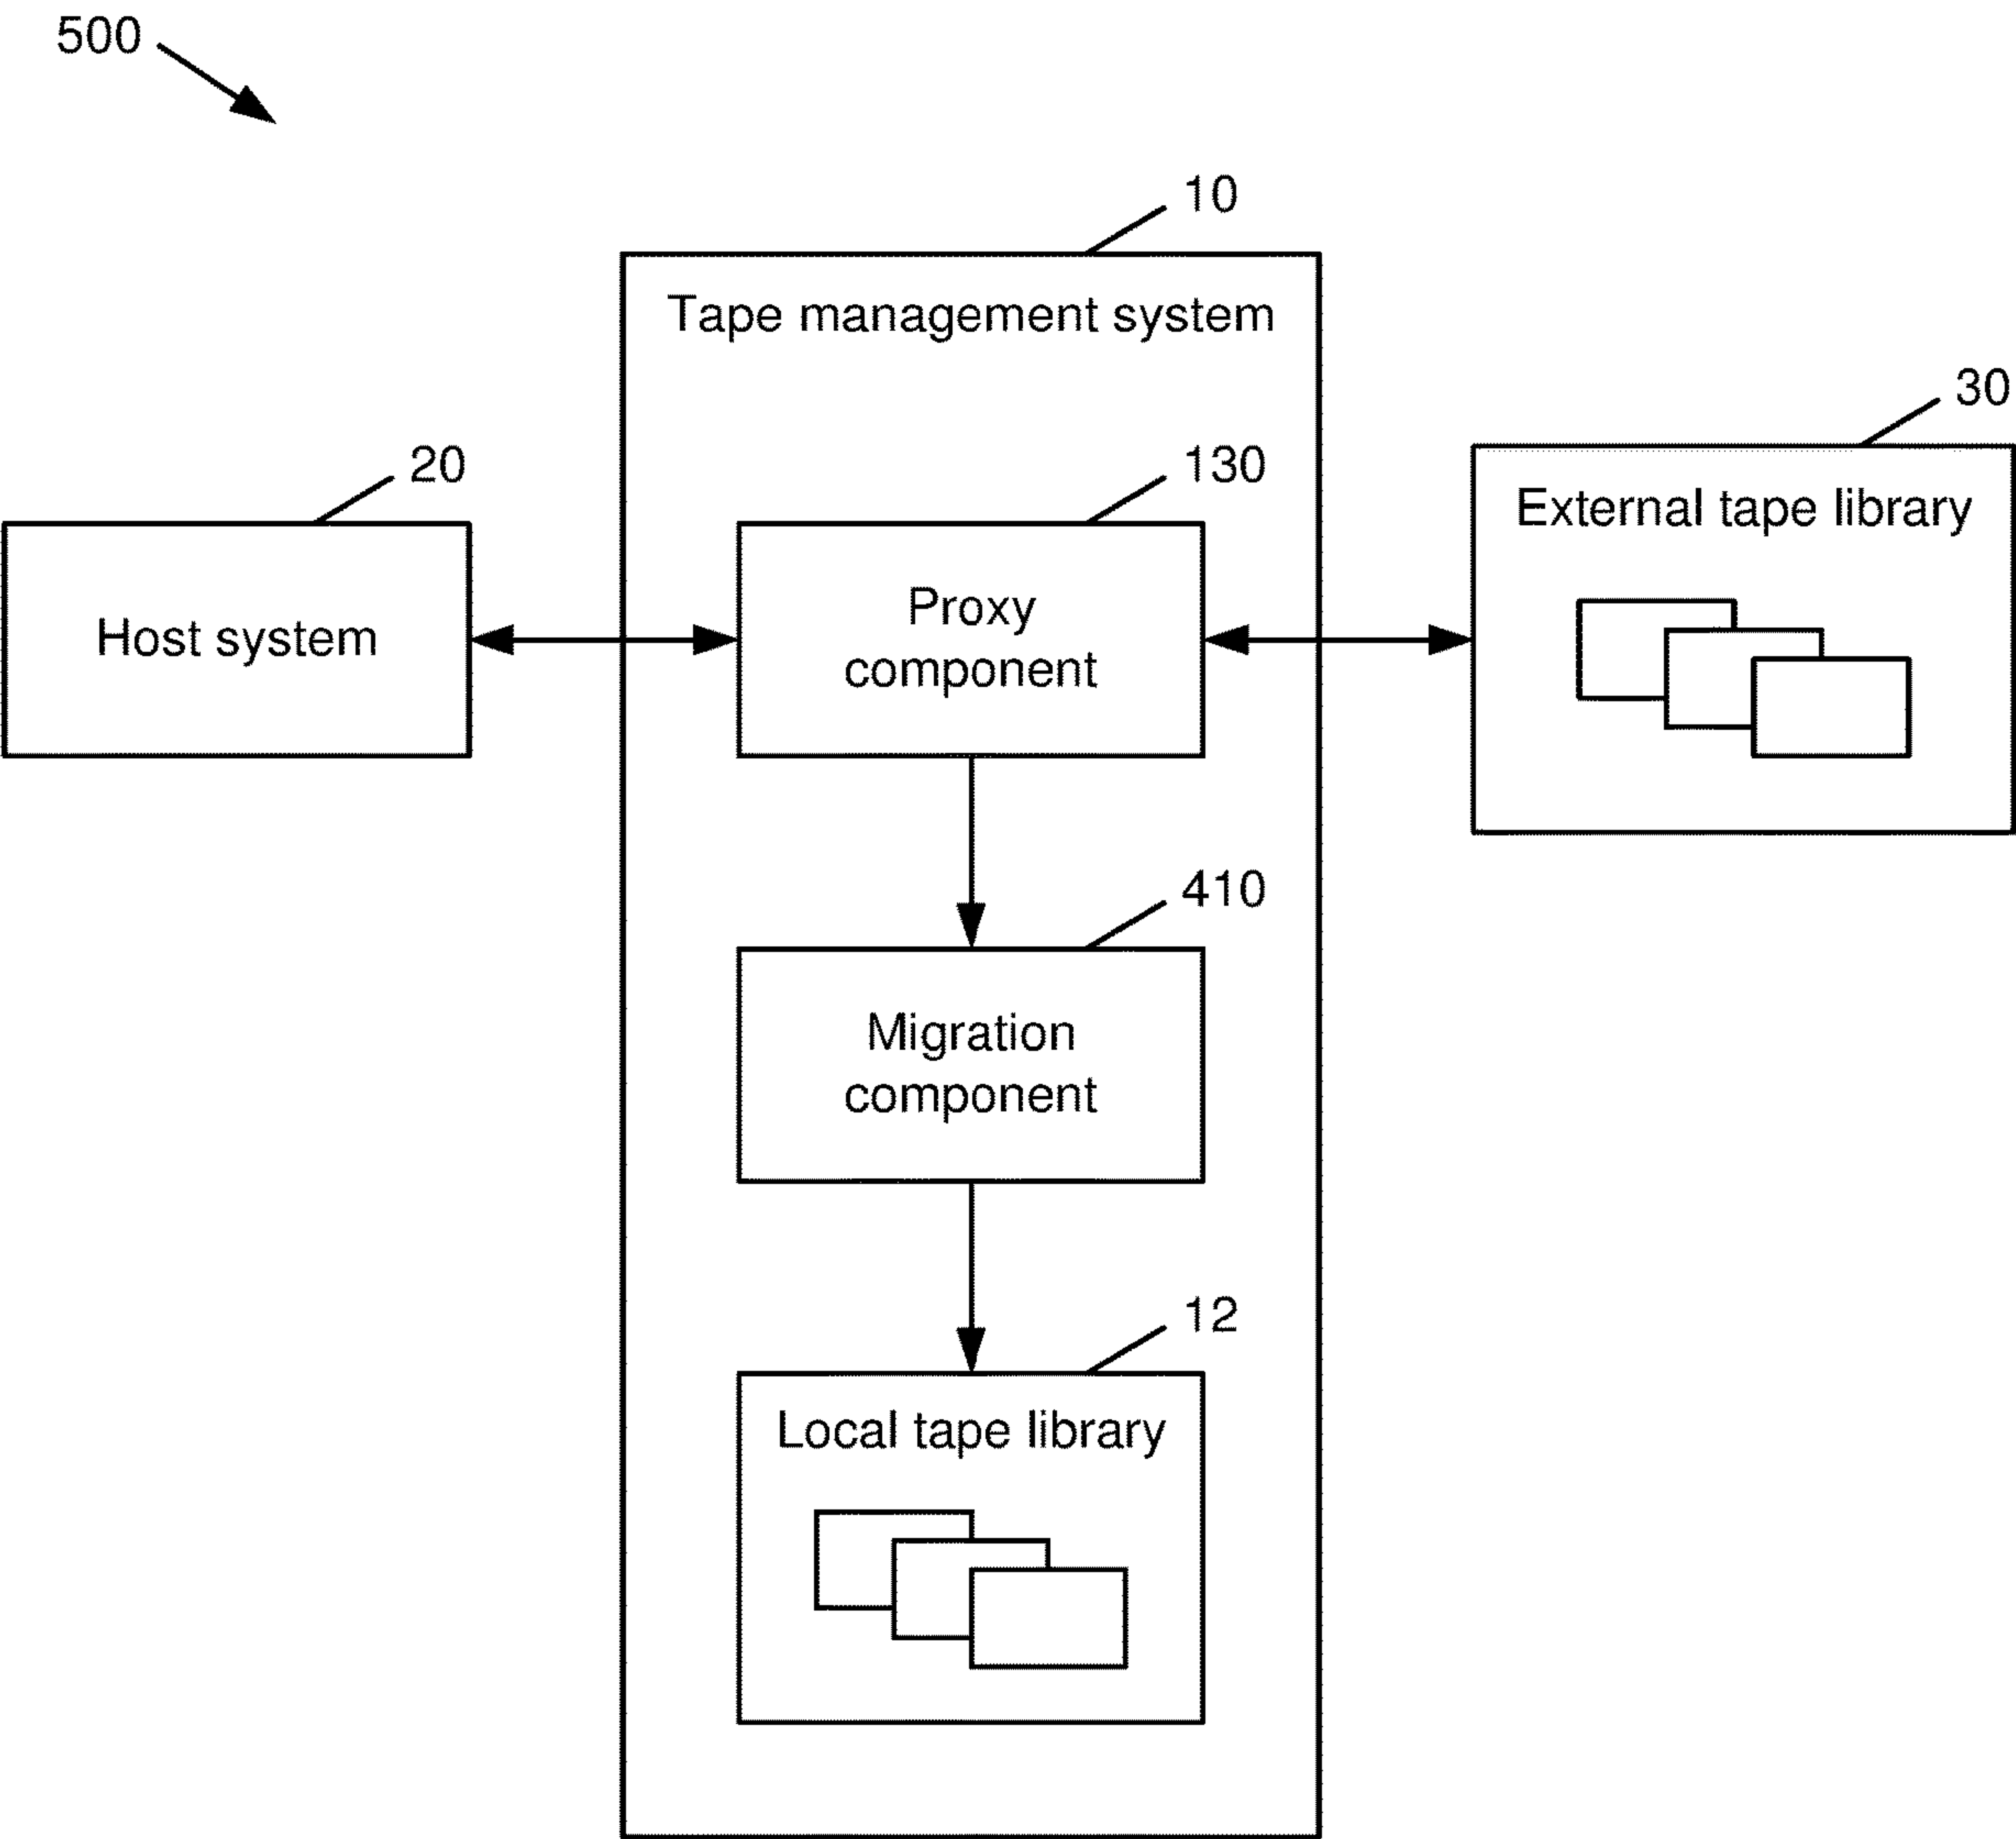 500
10
Tape management system
30
20
130
External tape library
Host system
Proxy
component
410
Migration
component
12
Local tape library